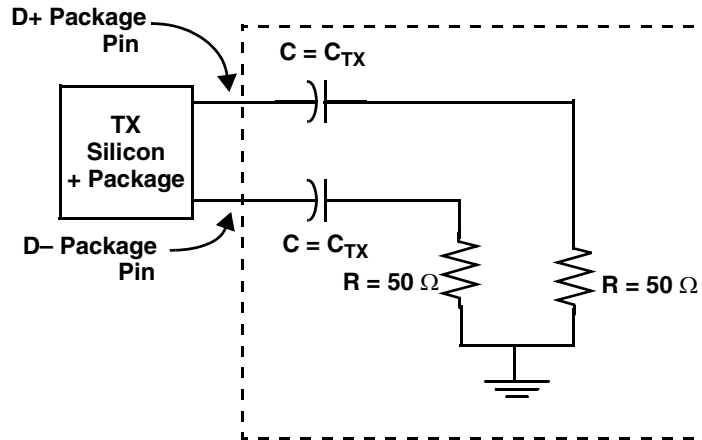 D+ Package
Pin
C = CTX
TX
Silicon
+ Package
D– Package
Pin
C = CTX
R = 50 Ω
R = 50 Ω